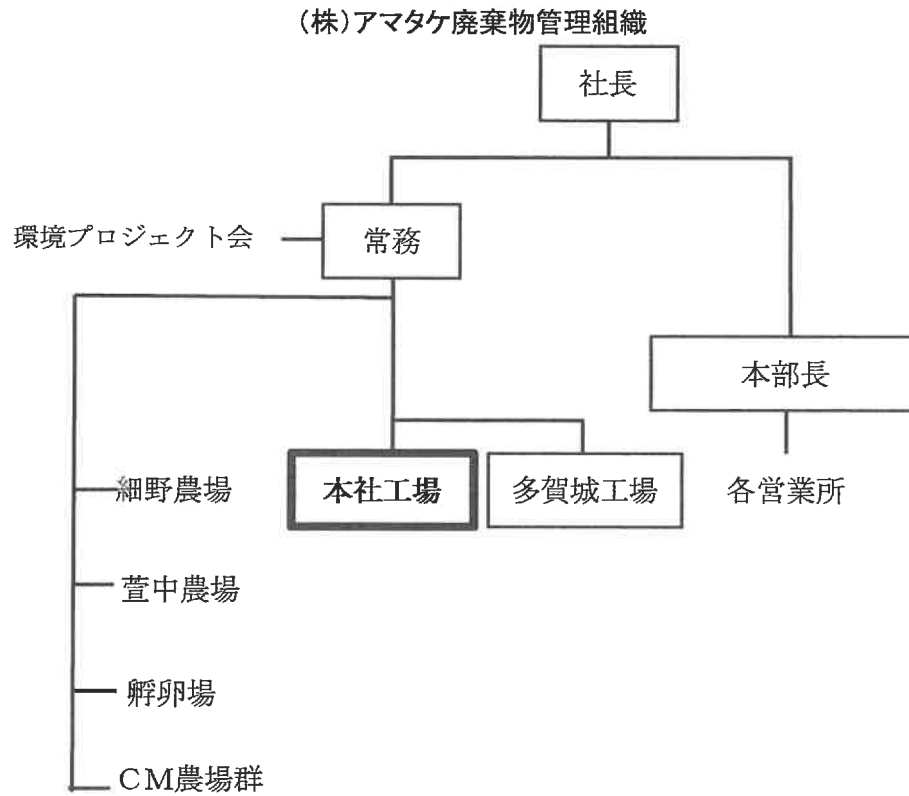 (株)アマタケ廃棄物管理組織
社長
環境プロジェクト会
常務
本部長
細野農場
本社工場
多賀城工場
各営業所
萱中農場
孵卵場
CM農場群